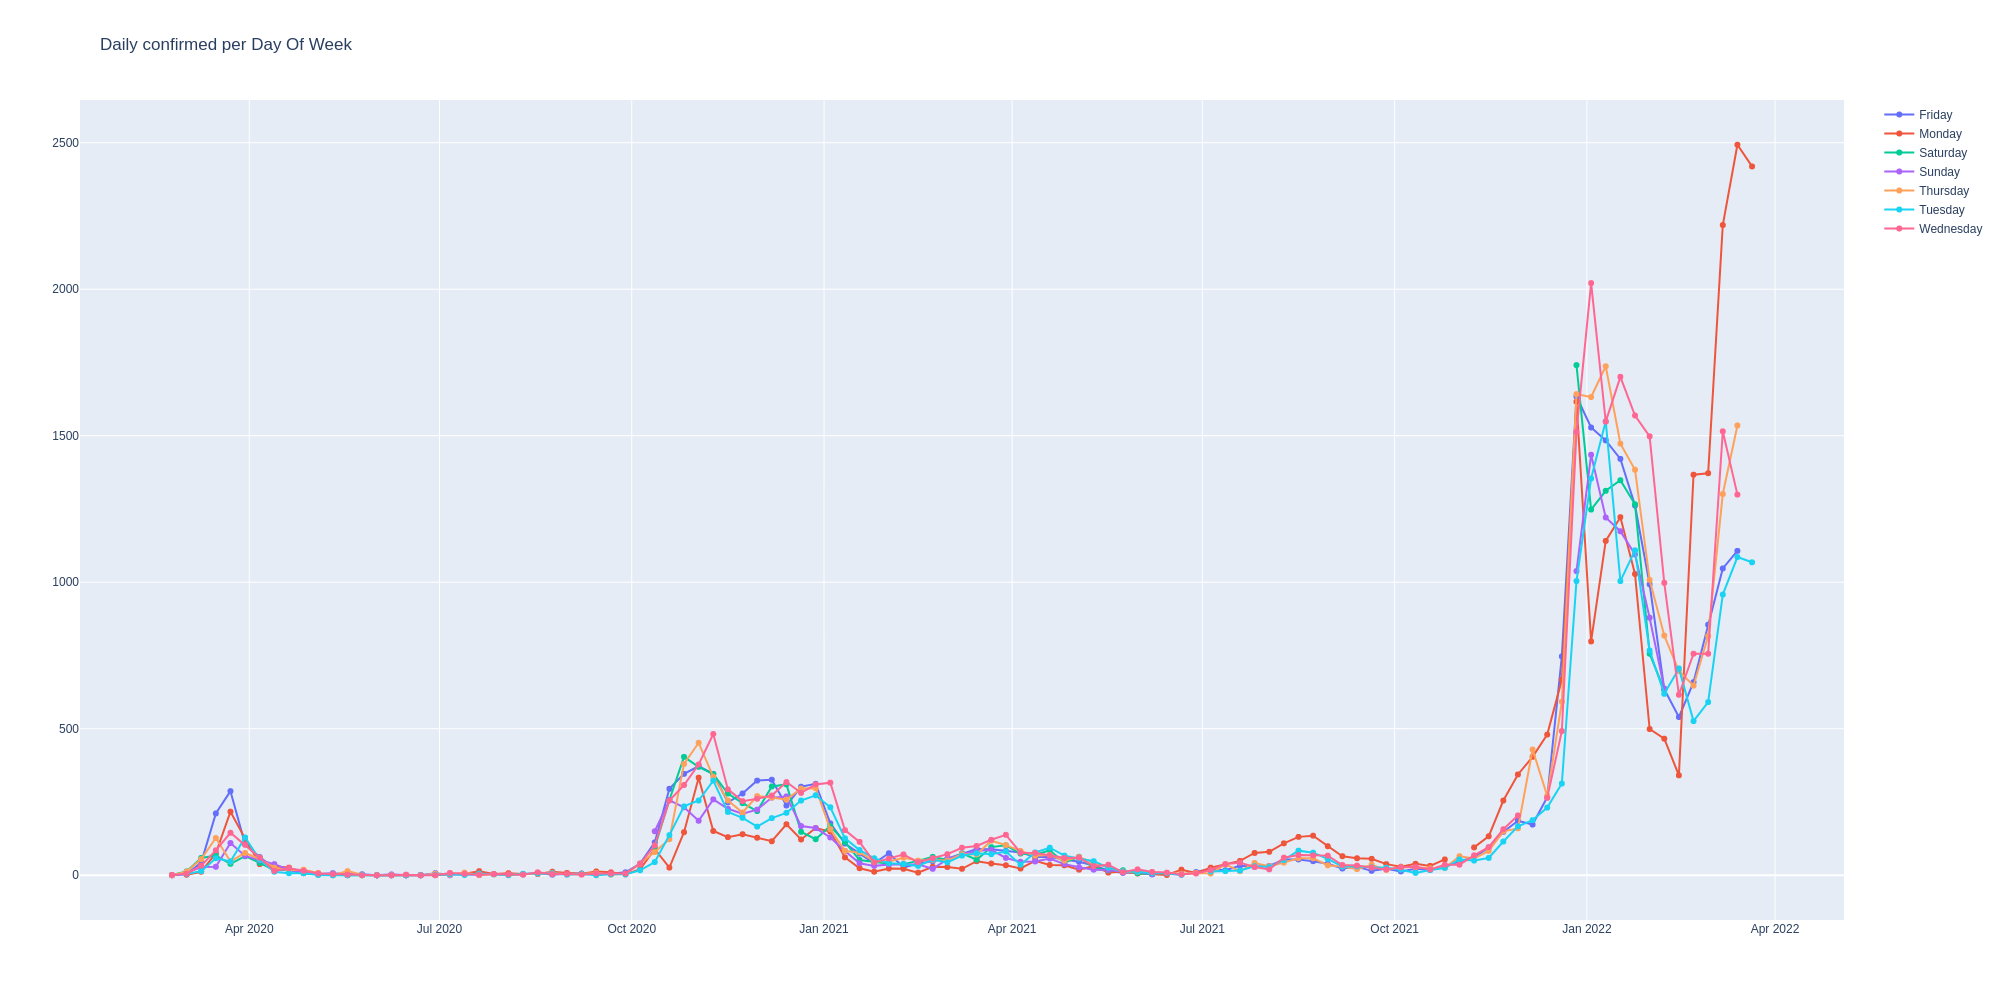 Daily confirmed per Day Of Week
2500
2000
1500
1000
500
0
Apr 2020
Jul 2020
Oct 2020
Jan 2021
Apr 2021
Jul 2021
Oct 2021
Jan 2022
Apr 2022
Friday
Monday
Saturday
Sunday
Thursday
Tuesday
Wednesday